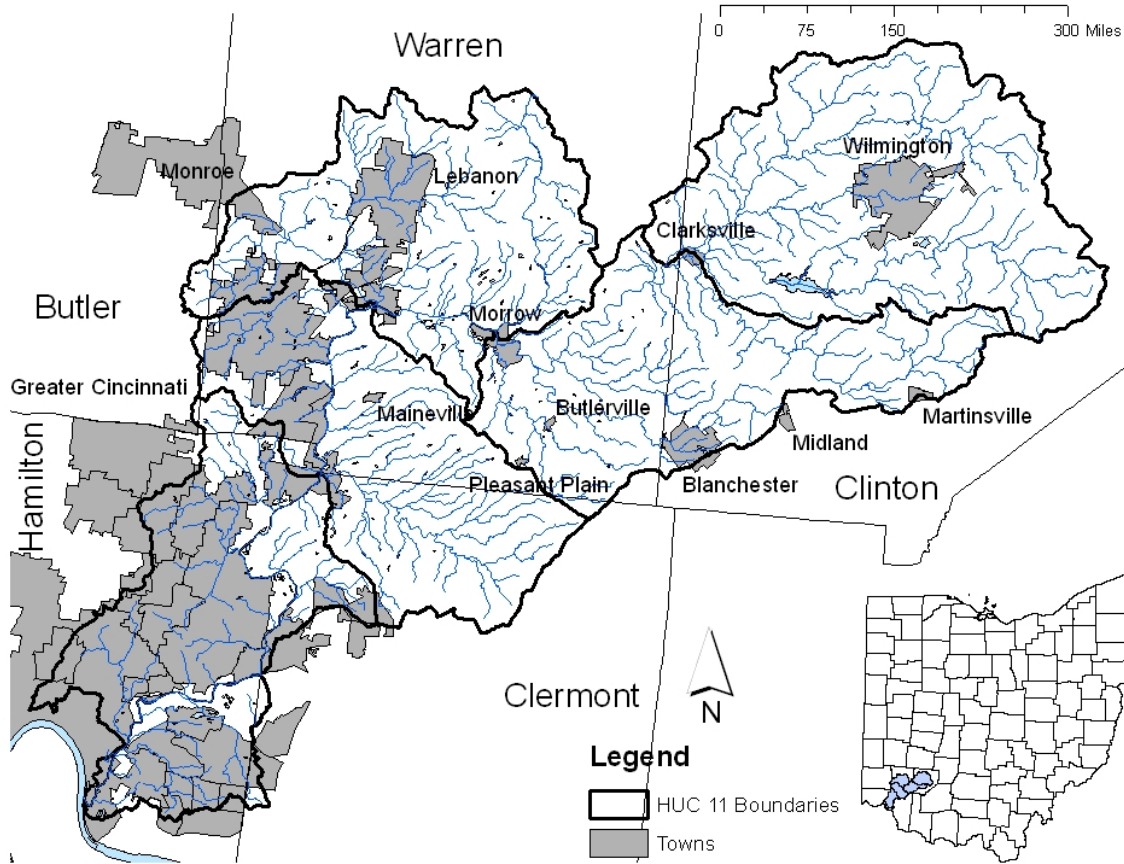 0 75 150 300 Miles
Warren
Wilmington
Monroe
Lebanon
Clarksville
Butler
Morrow
Greater Cincinnati
Maineville
Butlerville
Martinsville
Midland
Hamilton
Pleasant Plain
Blanchester
Clinton
Clermont
N
Legend
HUC 11 Boundaries
Towns